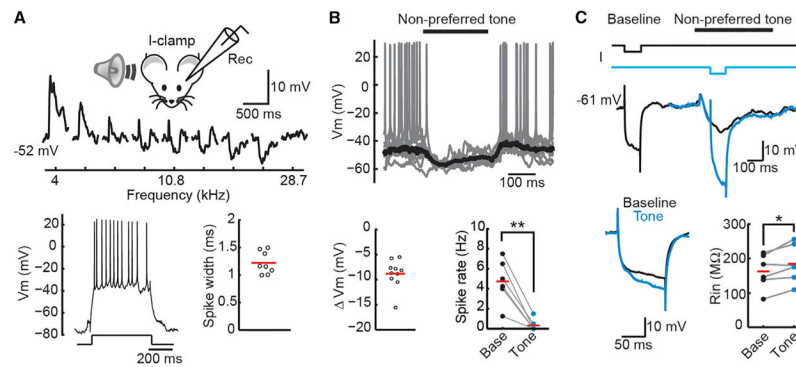 A
I-clamp
Rec
10 mV
500 ms
-52 mV
4 10.8 28.7
Frequency (kHz)
Vm (mV)
20
0
−20
−40
−60
−80
200 ms
Spike width (ms)
2
1.5
1
0.5
0
B
Non-preferred tone
Vm (mV)
20
0
−20
−40
−60
100 ms
Δ Vm (mV)
0
−5
−10
−15
−20
Spike rate (Hz)
10
8
6
4
2
0
**
Base Tone
C
Baseline Non-preferred tone
I
-61 mV
10 mV
100 ms
Baseline
Tone
10 mV
50 ms
Rin (MΩ)
300
200
100
0
*
Base Tone